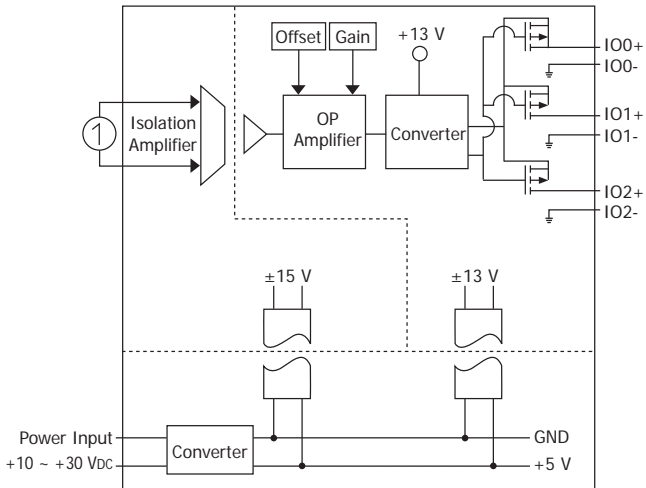 Offset
Gain
+13 V
IO0+
IO0-
1
Isolation
Amplifier
OP
Amplifier
Converter
IO1+
IO1-
IO2+
IO2-
±15 V
±13 V
Power Input
+10 ~ +30 VDC
Converter
GND
+5 V